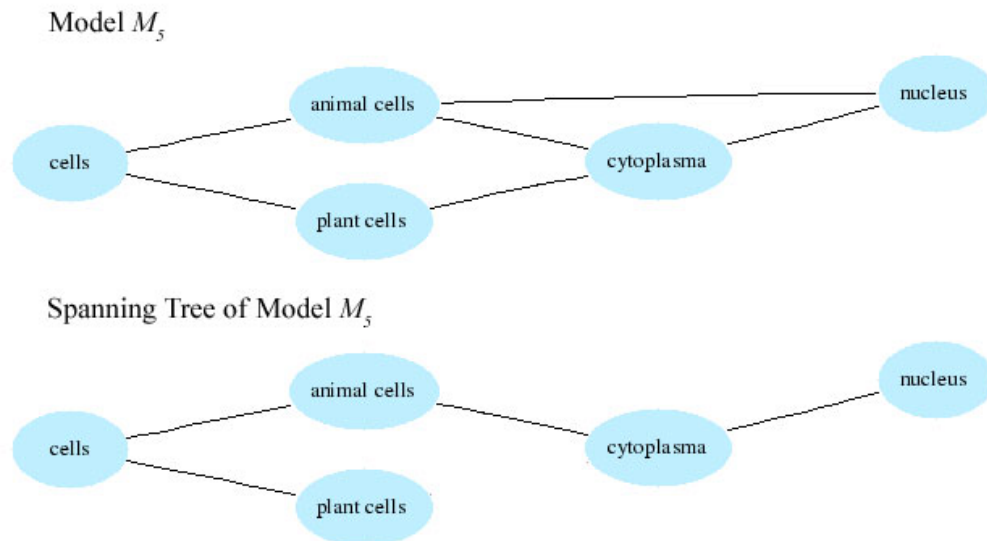 Model M5
animal cells
nucleus
cells
cytoplasma
plant cells
Spanning Tree of Model M5
animal cells
nucleus
cells
cytoplasma
plant cells